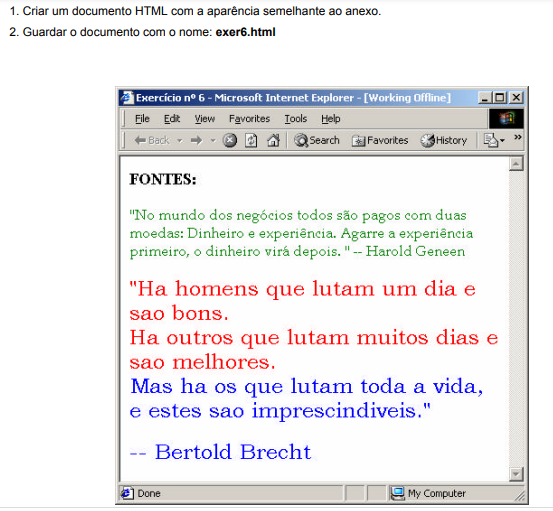 1. Criar um documento HTML com a aparência semelhante ao anexo.
2. Guardar o documento com o nome: exer6.html
Exercício nº 6 - Microsoft Internet Explorer - [Working Offline]
File Edit View Favorites Tools Help
Back Search Favorites History »
FONTES:
"No mundo dos negócios todos são pagos com duas
moedas: Dinheiro e experiência. Agarre a experiência
primeiro, o dinheiro virá depois. " -- Harold Geneen
"Ha homens que lutam um dia e
sao bons.
Ha outros que lutam muitos dias e
sao melhores.
Mas ha os que lutam toda a vida,
e estes sao imprescindiveis."
-- Bertold Brecht
Done My Computer